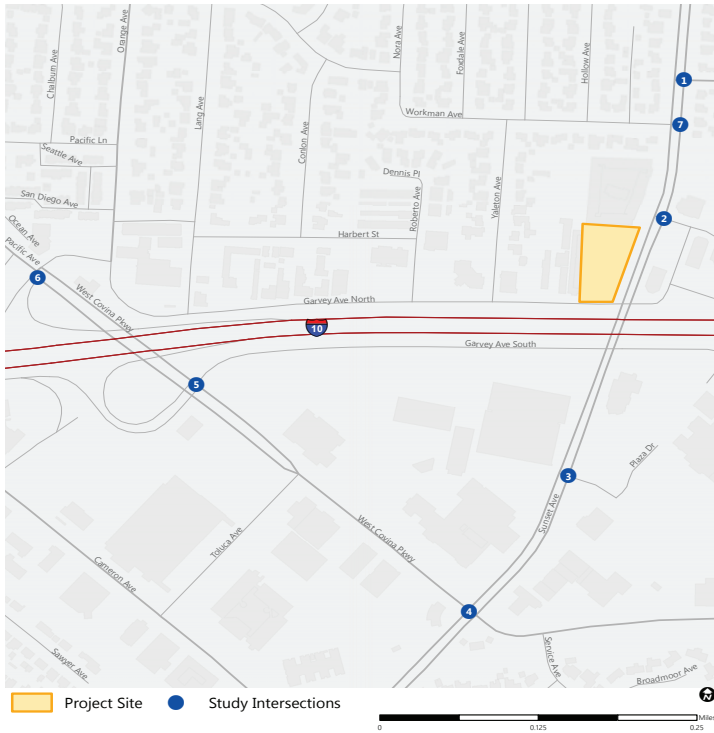 Chalburn Ave
Orange Ave
Nora Ave
Foxdale Ave
Hollow Ave
1
Lang Ave
Conlon Ave
Workman Ave
7
Pacific Ln
Seattle Ave
Dennis Pl
San Diego Ave
Roberto Ave
Yaleton Ave
2
Ocean Ave
Harbert St
Pacific Ave
6
West Covina Pkwy
Garvey Ave North
10
Garvey Ave South
5
Plaza Dr
3
Sunset Ave
West Covina Pkwy
Toluca Ave
Cameron Ave
4
Service Ave
Sawyer Ave
Broadmoor Ave
Project Site
Study Intersections
N
Miles
0
0.125
0.25